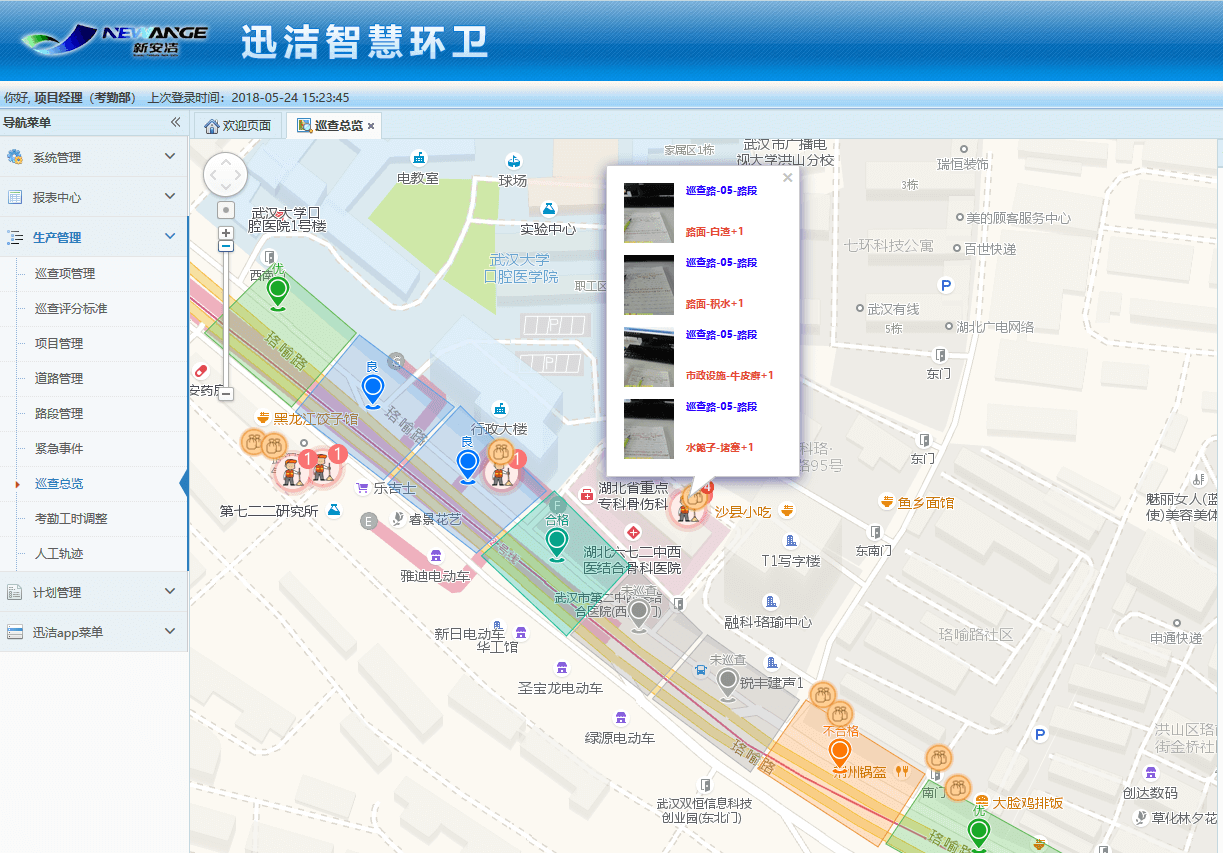 NEWANGE
新安洁
迅洁智慧环卫
你好, 项目经理（考勤部） 上次登录时间：2018-05-24 15:23:45
导航菜单
系统管理
报表中心
生产管理
巡查项管理
巡查评分标准
项目管理
道路管理
路段管理
紧急事件
巡查总览
考勤工时调整
人工轨迹
计划管理
迅洁app菜单
欢迎页面
巡查总览
家属区1栋
武汉市广播电
视大学洪山分校
瑞恒装饰
电教室
球场
3栋
武汉大学口
腔医院1号楼
实验中心
美的顾客服务中心
七环科技公寓
百世快递
武汉大学
口腔医学院
职工区
西南
优
P
武汉有线
5栋
湖北广电网络
东门
珞喻路
良
G
安药房
黑龙江饺子馆
珞喻路
行政大楼
良
巡查路-05-路段
路面-白渣+1
巡查路-05-路段
路面-积水+1
巡查路-05-路段
市政设施-牛皮癣+1
巡查路-05-路段
水篦子-堵塞+1
科珞·
路95号
东门
1
1
1
4
乐吉士
第七二二研究所
E
睿景花艺
雅迪电动车
F
合格
2号线
湖北省重点
专科骨伤科
沙县小吃
鱼乡面馆
魅丽女人(蓝
使)美容美体
东南门
湖北六七二中西
医结合骨科医院
T1写字楼
未巡查
武汉市第二中
合医院(西
门)
融科·珞瑜中心
珞喻路社区
申通快递
新日电动车
华工馆
圣宝龙电动车
未巡查
锐丰建声1
绿源电动车
珞喻路
不合格
荆州锅盔
P
洪山区珞
街金桥社
创达数码
南门
大脸鸡排饭
优
草化林夕花
武汉双恒信息科技
创业园(东北门)
珞喻路